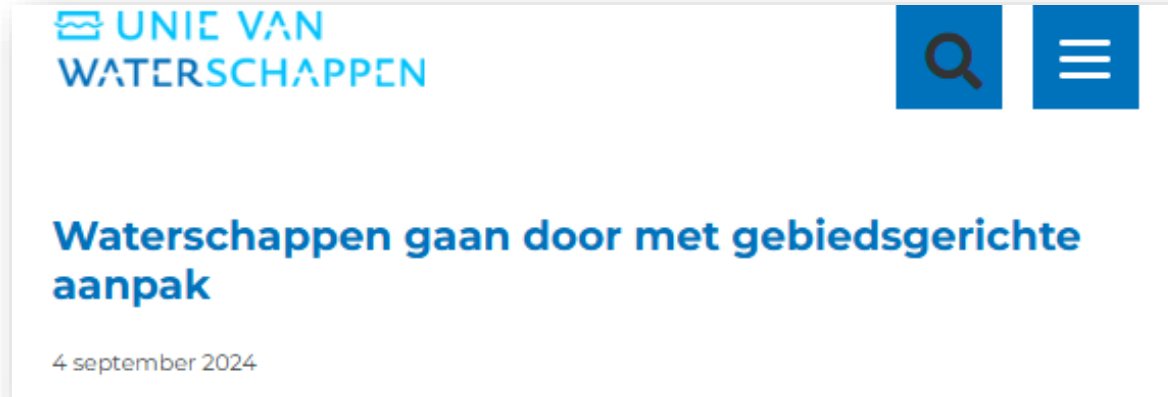 UNIE VAN
WATERSCHAPPEN
Waterschappen gaan door met gebiedsgerichte
aanpak
4 september 2024